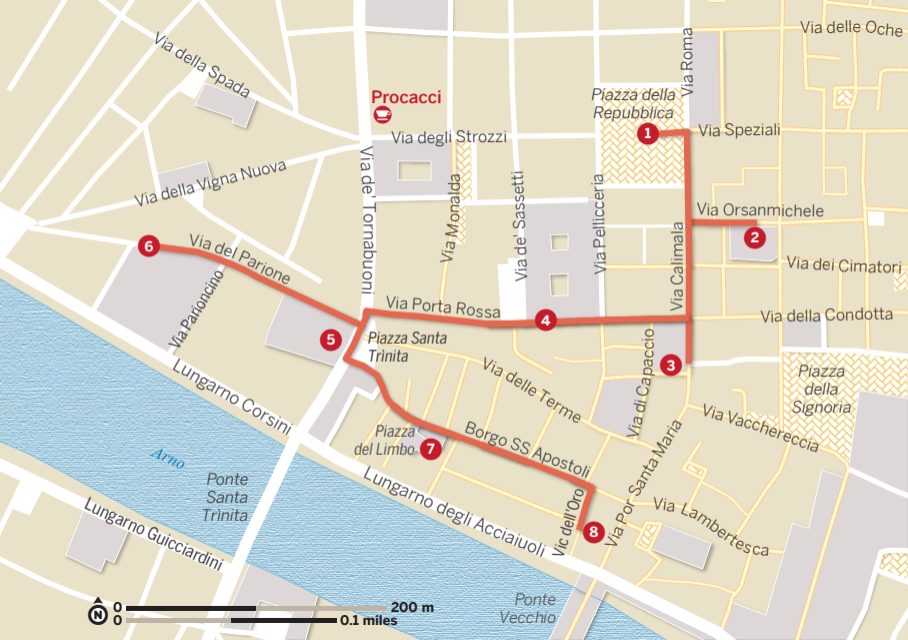 Via della Spada
Via delle Oche
Via Roma
Procacci
Piazza della
Repubblica
1
Via Speziali
Via degli Strozzi
Via della Vigna Nuova
Via de' Tornabuoni
Via Monalda
Via de' Sassetti
Via Pellicceria
Via Calimala
Via Orsanmichele
2
6
Via del Parione
Via Parioncino
Via dei Cimatori
Via Porta Rossa
4
Via della Condotta
5
Piazza Santa
Trìnita
3
Via di Capaccio
Piazza
della
Signoria
Lungarno Corsini
Via delle Terme
Via Vacchereccia
Piazza
del Limbo
7
Borgo SS Apostoli
Via Por Santa Maria
Arno
Ponte
Santa
Trìnita
Lungarno degli Acciaiuoli
Vic dell'Oro
8
Via Lambertesca
Lungarno Guicciardini
Ponte
Vecchio
N
0 200 m
0 0.1 miles